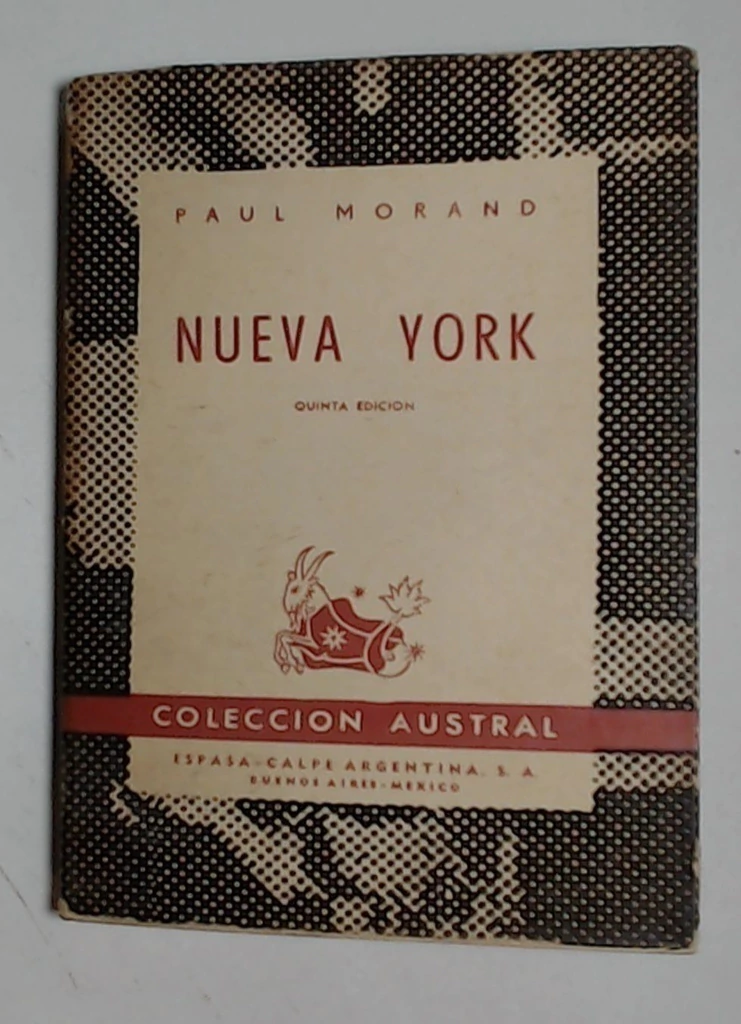 PAUL MORAND
NUEVA YORK
QUINTA EDICION
COLECCION AUSTRAL
ESPASA-CALPE ARGENTINA, S. A.
BUENOS AIRES-MEXICO